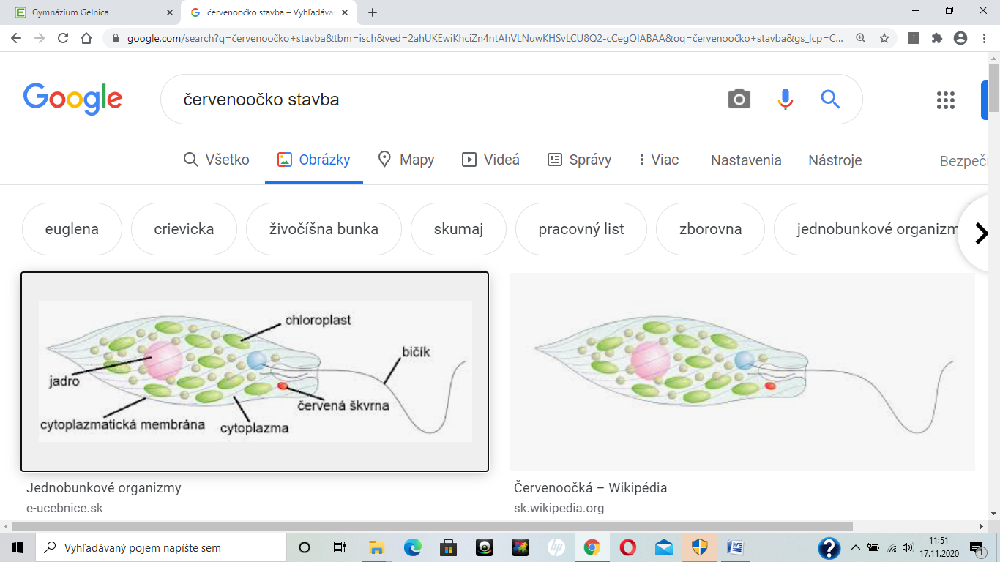 Gymnázium Gelnica
červenoočko stavba – Vyhľadáva
google.com/search?q=červenoočko+stavba&tbm=isch&ved=2ahUKEwiKhciZn4ntAhVLNuwKHSvLCU8Q2-cCegQIABAA&oq=červenoočko+stavba&gs_lcp=C...
Google
červenoočko stavba
Všetko Obrázky Mapy Videá Správy Viac Nastavenia Nástroje Bezpeč
euglena crievicka živočíšna bunka skumaj pracovný list zborovna jednobunkové organizm
chloroplast
bičík
jadro
červená škvrna
cytoplazmatická membrána
cytoplazma
Jednobunkové organizmy
e-ucebnice.sk
Červenoočká – Wikipédia
sk.wikipedia.org
Vyhľadávaný pojem napíšte sem
11:51
17.11.2020
1